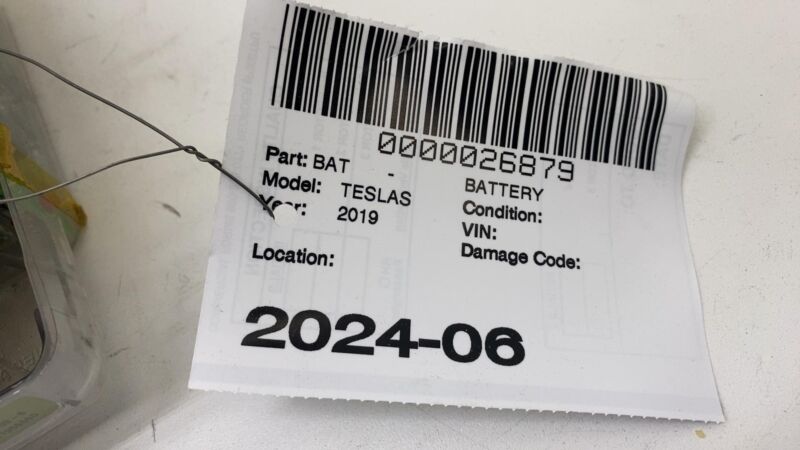 0000026879
Part: BAT - BATTERY
Model: TESLAS Condition:
Year: 2019 VIN:
Damage Code:
Location:
2024-06